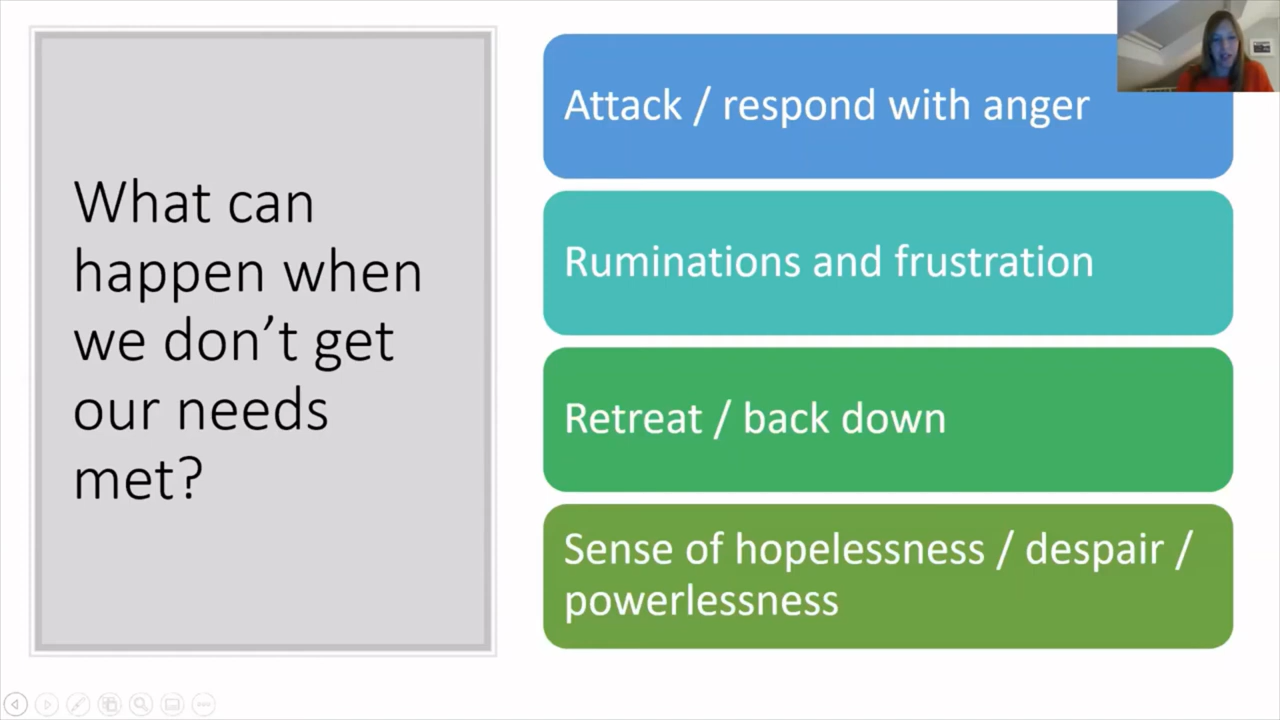 What can
happen when
we don’t get
our needs
met?
Attack / respond with anger
Ruminations and frustration
Retreat / back down
Sense of hopelessness / despair /
powerlessness